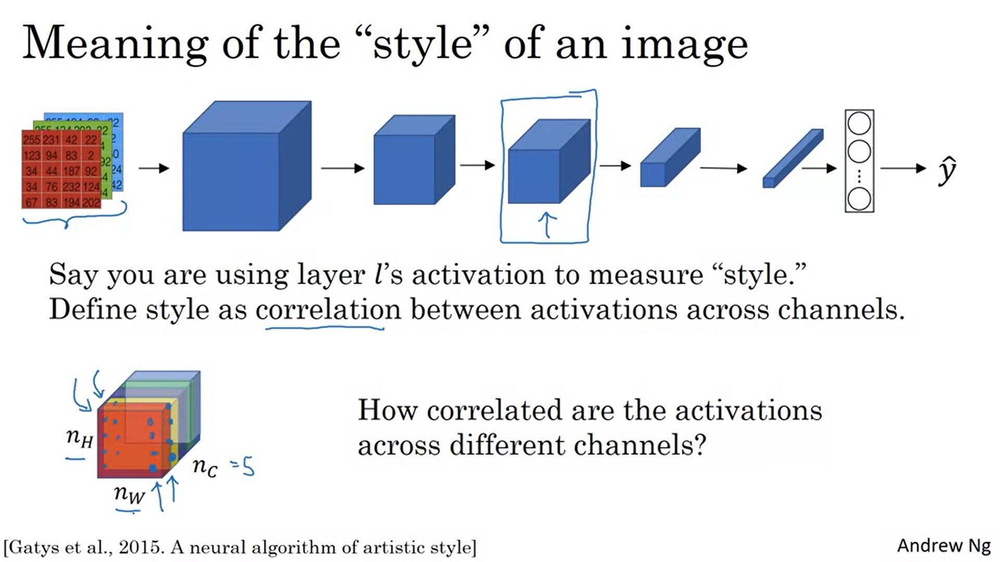 Meaning of the “style” of an image
255 231 42 22
123 94 83 2
34 44 187 92
34 76 232 124
67 83 194 202
ŷ
Say you are using layer l’s activation to measure “style.”
Define style as correlation between activations across channels.
How correlated are the activations
across different channels?
n_H
n_C =5
n_W
[Gatys et al., 2015. A neural algorithm of artistic style]
Andrew Ng